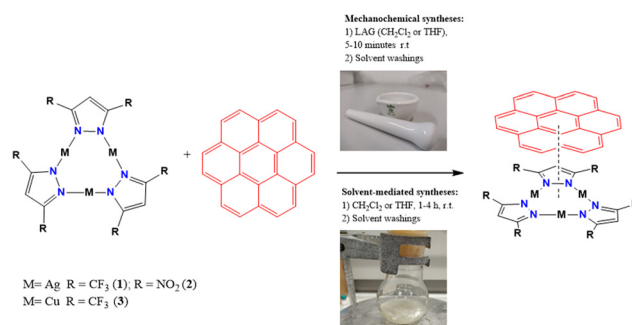 Mechanochemical syntheses:
1) LAG (CH₂Cl₂ or THF),
5-10 minutes r.t
2) Solvent washings
R
R
N
N
M
M
R
R
N
N
N
N
M
R
R
+
Solvent-mediated syntheses:
1) CH₂Cl₂ or THF, 1-4 h, r.t.
2) Solvent washings
R
R
N
N
M
M
R
R
N
N
N
N
M
R
R
M= Ag R = CF₃ (1); R = NO₂ (2)
M= Cu R = CF₃ (3)